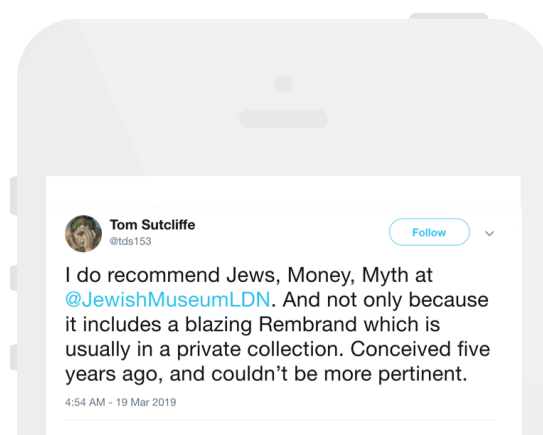 Tom Sutcliffe
@tds153
Follow
I do recommend Jews, Money, Myth at
@JewishMuseumLDN. And not only because
it includes a blazing Rembrand which is
usually in a private collection. Conceived five
years ago, and couldn’t be more pertinent.
4:54 AM - 19 Mar 2019